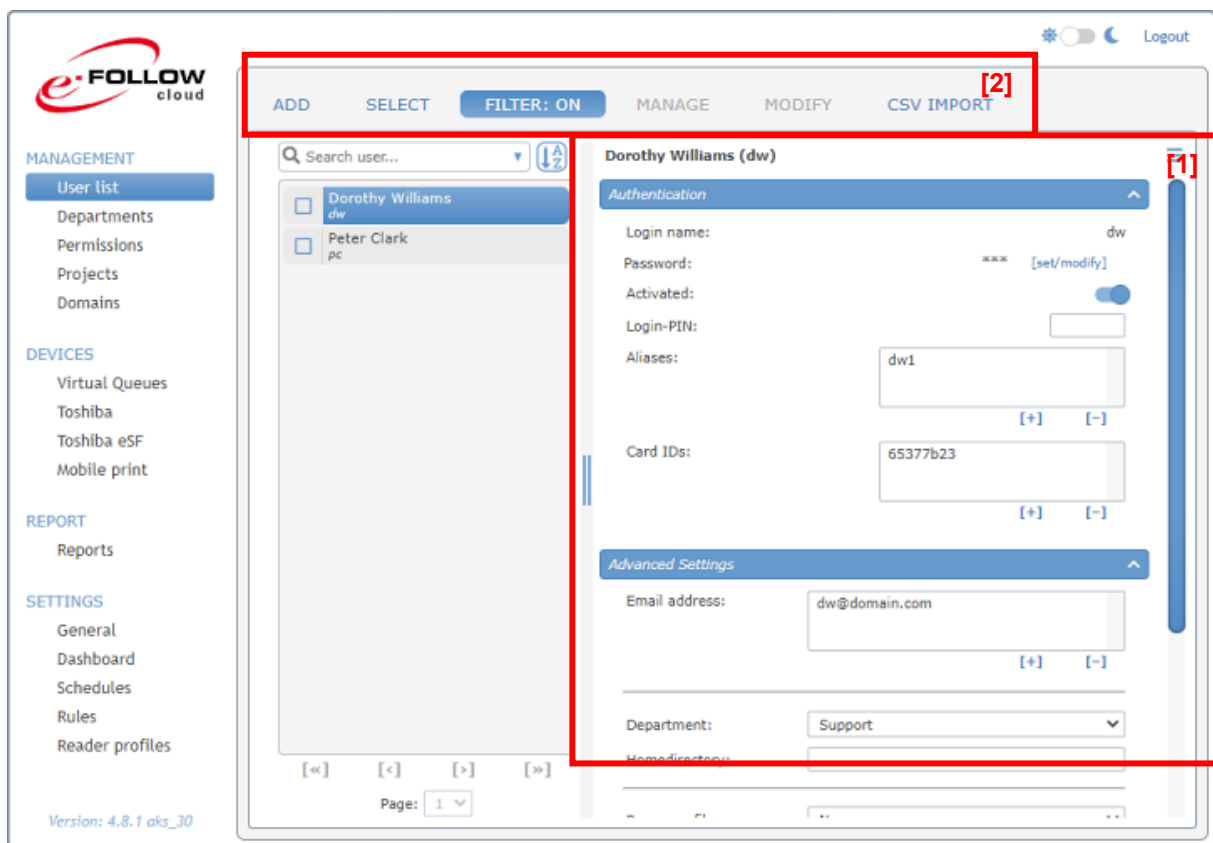 Logout
e-FOLLOW
cloud
[2]
ADD SELECT FILTER: ON MANAGE MODIFY CSV IMPORT
MANAGEMENT
User list
Departments
Permissions
Projects
Domains
DEVICES
Virtual Queues
Toshiba
Toshiba eSF
Mobile print
REPORT
Reports
SETTINGS
General
Dashboard
Schedules
Rules
Reader profiles
Version: 4.8.1 aks_30
Search user...
A
Z
Dorothy Williams
dw
Peter Clark
pc
[«] [<] [>] [»]
Page: 1
Dorothy Williams (dw)
[1]
Authentication
Login name: dw
Password: *** [set/modify]
Activated:
Login-PIN:
Aliases: dw1
[+] [-]
Card IDs: 65377b23
[+] [-]
Advanced Settings
Email address: dw@domain.com
[+] [-]
Department: Support
Homedirectory: